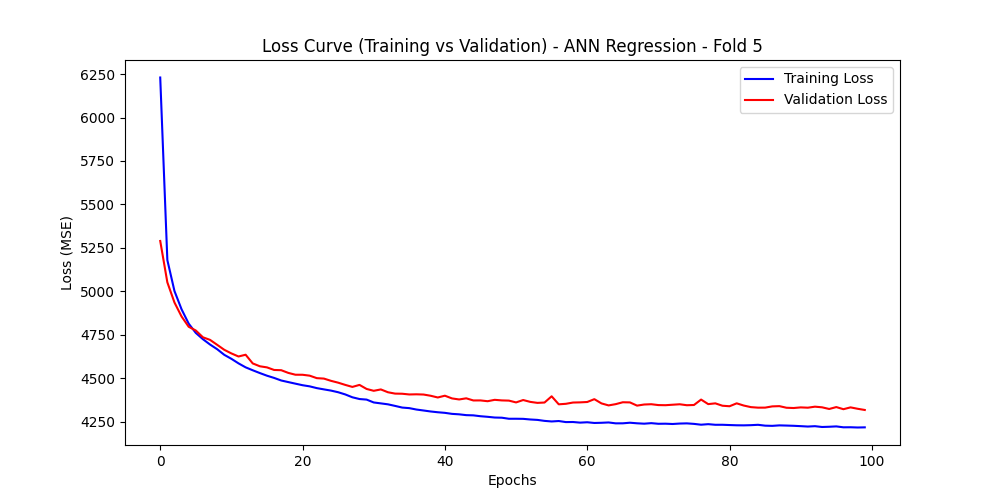 Loss Curve (Training vs Validation) - ANN Regression - Fold 5
Training Loss
Validation Loss
6250
6000
5750
5500
5250
5000
4750
4500
4250
Loss (MSE)
0 20 40 60 80 100
Epochs